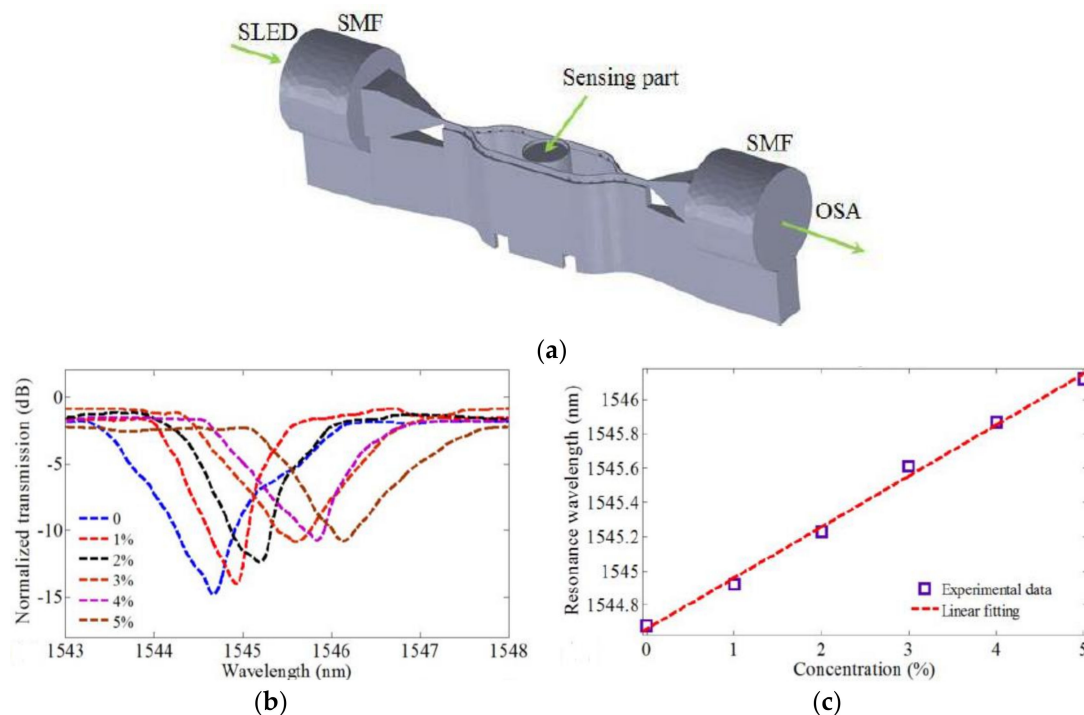 SLED
SMF
Sensing part
SMF
OSA
(a)
Normalized transmission (dB)
0
-5
-10
-15
0
1%
2%
3%
4%
5%
1543 1544 1545 1546 1547 1548
Wavelength (nm)
(b)
Resonance wavelength (nm)
1546
1545.8
1545.6
1545.4
1545.2
1545
1544.8
Experimental data
Linear fitting
0 1 2 3 4 5
Concentration (%)
(c)